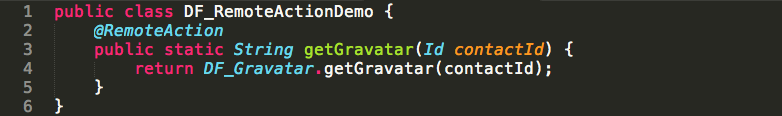 1 public class DF_RemoteActionDemo {
2     @RemoteAction
3     public static String getGravatar(Id contactId) {
4         return DF_Gravatar.getGravatar(contactId);
5     }
6 }